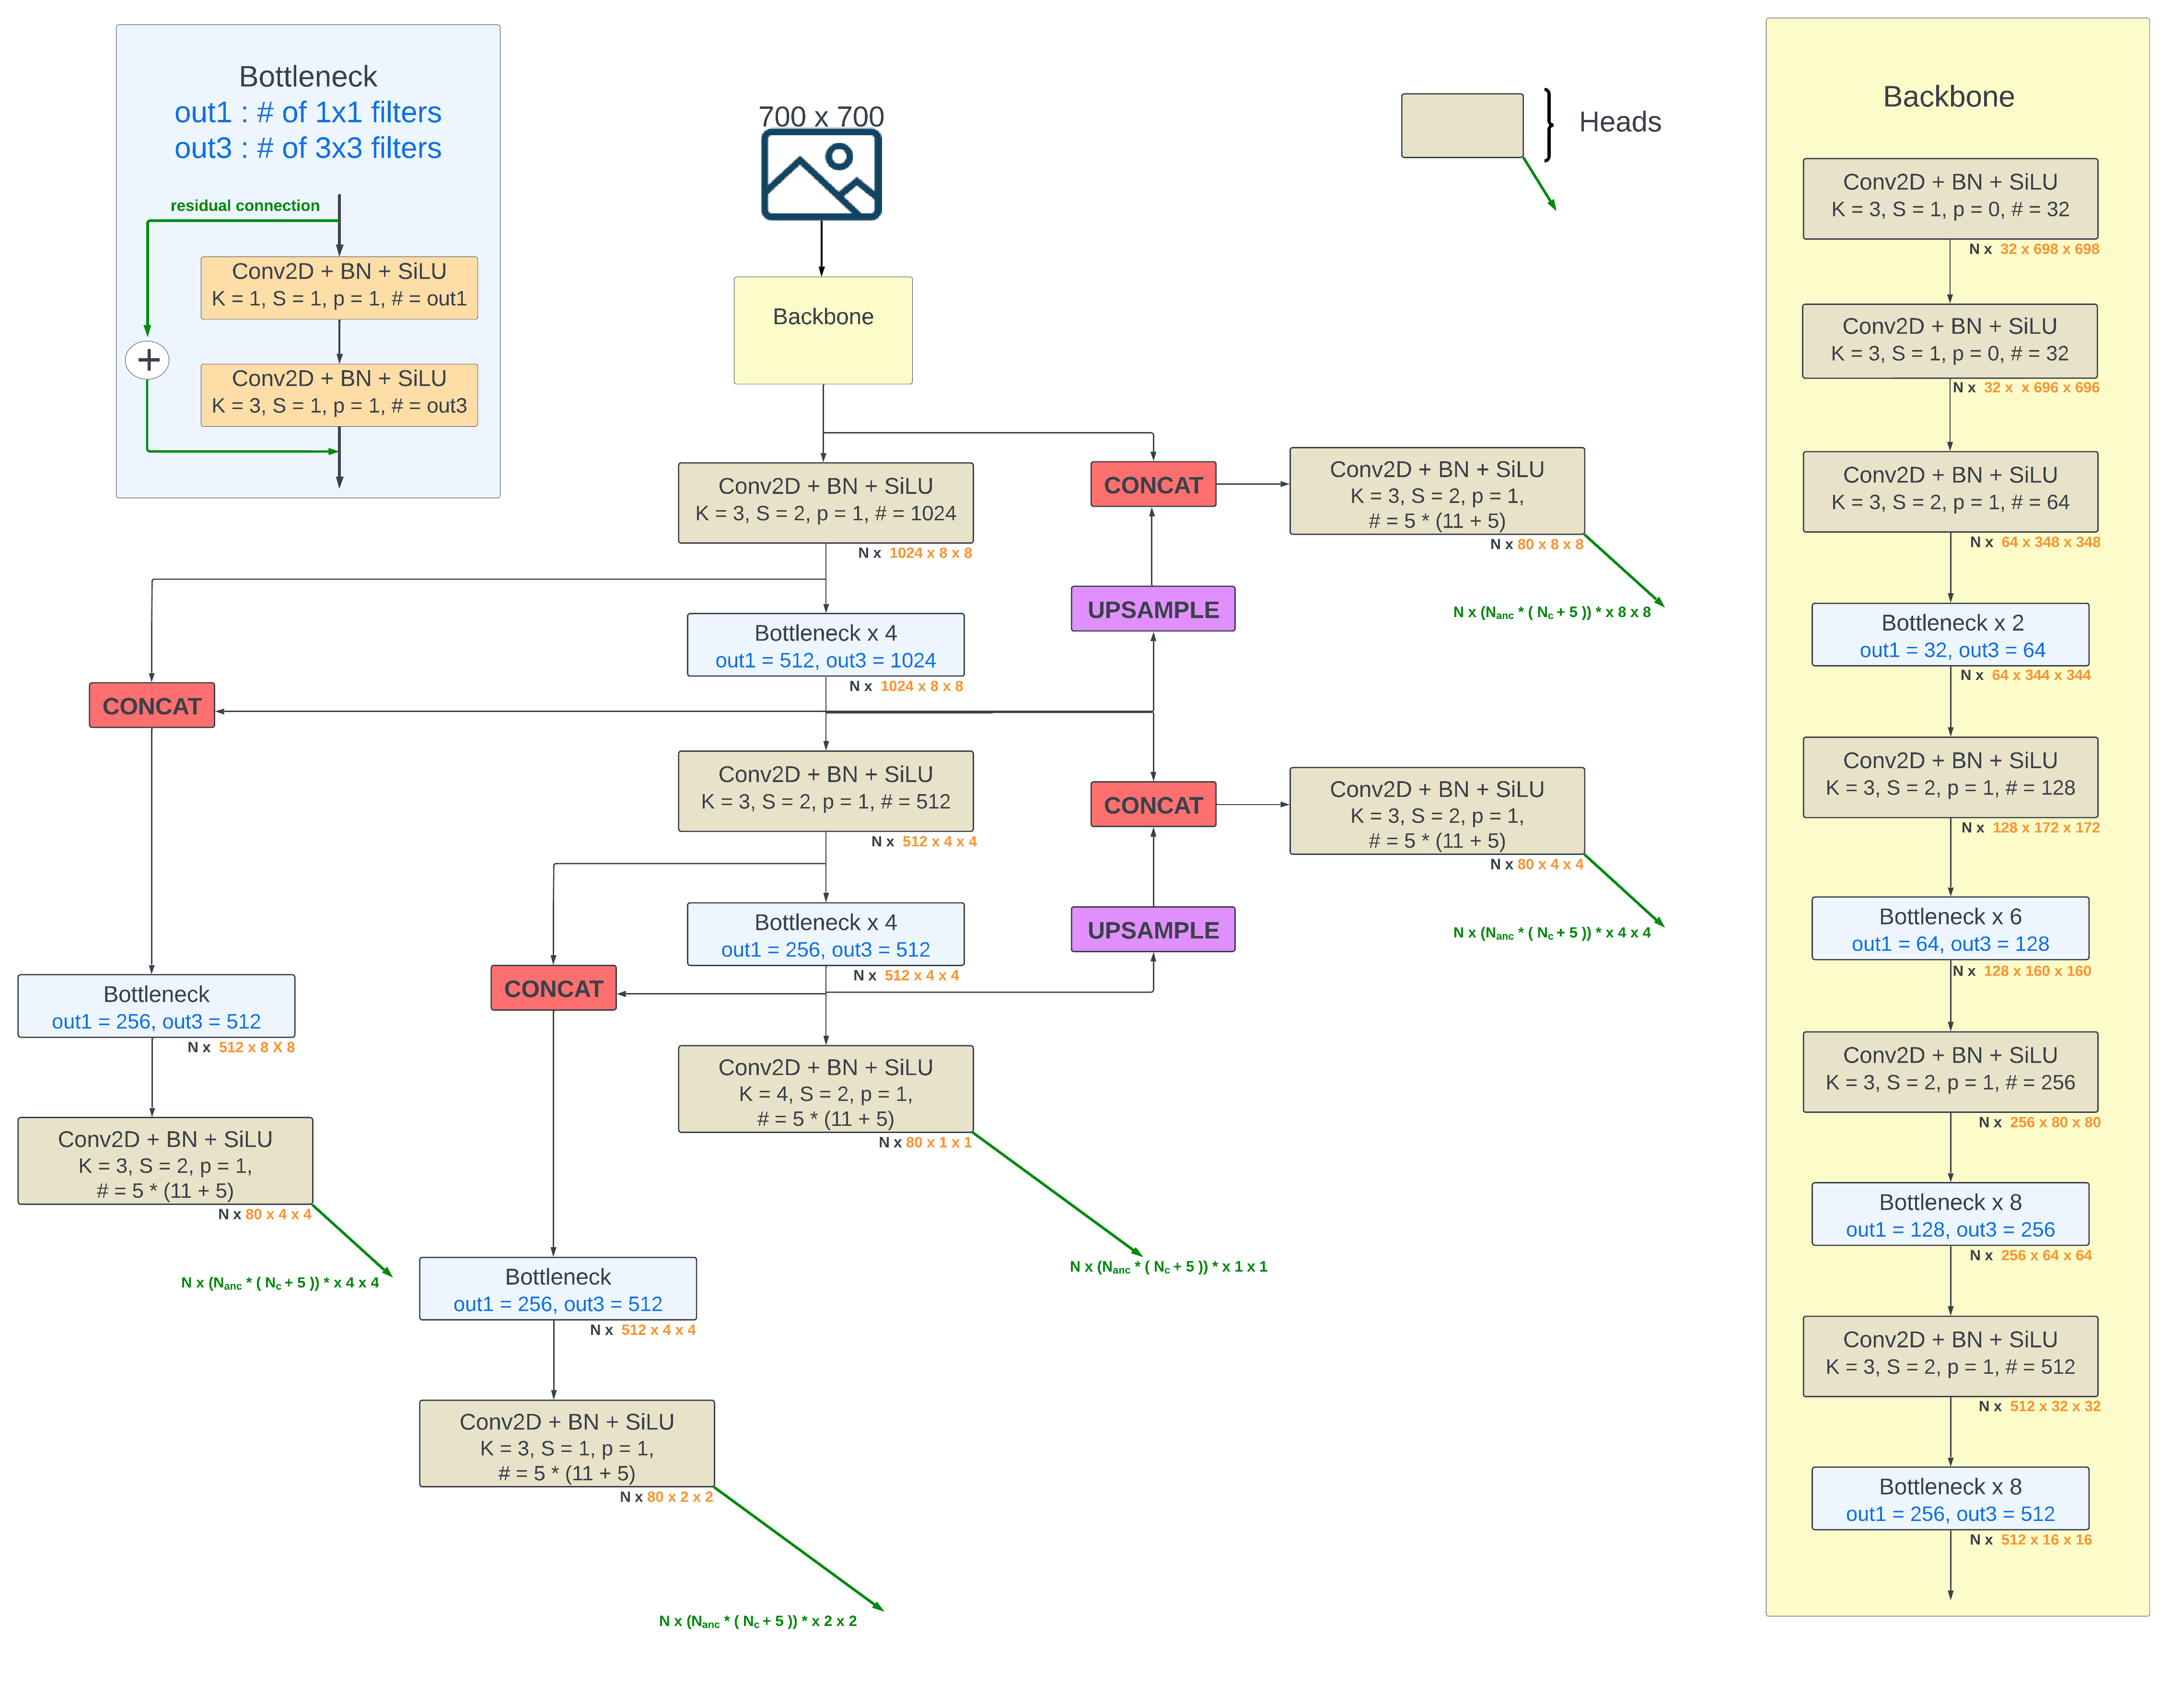 Bottleneck
out1 : # of 1x1 filters
out3 : # of 3x3 filters
residual connection
Conv2D + BN + SiLU
K = 1, S = 1, p = 1, # = out1
+
Conv2D + BN + SiLU
K = 3, S = 1, p = 1, # = out3
700 x 700
Backbone
Heads
Conv2D + BN + SiLU
K = 3, S = 2, p = 1, # = 1024
N x 1024 x 8 x 8
CONCAT
Conv2D + BN + SiLU
K = 3, S = 2, p = 1,
# = 5 * (11 + 5)
N x 80 x 8 x 8
N x (Nanc * ( Nc + 5 )) * x 8 x 8
UPSAMPLE
Bottleneck x 4
out1 = 512, out3 = 1024
N x 1024 x 8 x 8
CONCAT
Conv2D + BN + SiLU
K = 3, S = 2, p = 1, # = 512
N x 512 x 4 x 4
CONCAT
Conv2D + BN + SiLU
K = 3, S = 2, p = 1,
# = 5 * (11 + 5)
N x 80 x 4 x 4
N x (Nanc * ( Nc + 5 )) * x 4 x 4
UPSAMPLE
Bottleneck x 4
out1 = 256, out3 = 512
N x 512 x 4 x 4
CONCAT
Bottleneck
out1 = 256, out3 = 512
N x 512 x 8 X 8
Conv2D + BN + SiLU
K = 4, S = 2, p = 1,
# = 5 * (11 + 5)
N x 80 x 1 x 1
N x (Nanc * ( Nc + 5 )) * x 1 x 1
Conv2D + BN + SiLU
K = 3, S = 2, p = 1,
# = 5 * (11 + 5)
N x 80 x 4 x 4
N x (Nanc * ( Nc + 5 )) * x 4 x 4
Bottleneck
out1 = 256, out3 = 512
N x 512 x 4 x 4
Conv2D + BN + SiLU
K = 3, S = 1, p = 1,
# = 5 * (11 + 5)
N x 80 x 2 x 2
N x (Nanc * ( Nc + 5 )) * x 2 x 2
Backbone
Conv2D + BN + SiLU
K = 3, S = 1, p = 0, # = 32
N x 32 x 698 x 698
Conv2D + BN + SiLU
K = 3, S = 1, p = 0, # = 32
N x 32 x x 696 x 696
Conv2D + BN + SiLU
K = 3, S = 2, p = 1, # = 64
N x 64 x 348 x 348
Bottleneck x 2
out1 = 32, out3 = 64
N x 64 x 344 x 344
Conv2D + BN + SiLU
K = 3, S = 2, p = 1, # = 128
N x 128 x 172 x 172
Bottleneck x 6
out1 = 64, out3 = 128
N x 128 x 160 x 160
Conv2D + BN + SiLU
K = 3, S = 2, p = 1, # = 256
N x 256 x 80 x 80
Bottleneck x 8
out1 = 128, out3 = 256
N x 256 x 64 x 64
Conv2D + BN + SiLU
K = 3, S = 2, p = 1, # = 512
N x 512 x 32 x 32
Bottleneck x 8
out1 = 256, out3 = 512
N x 512 x 16 x 16